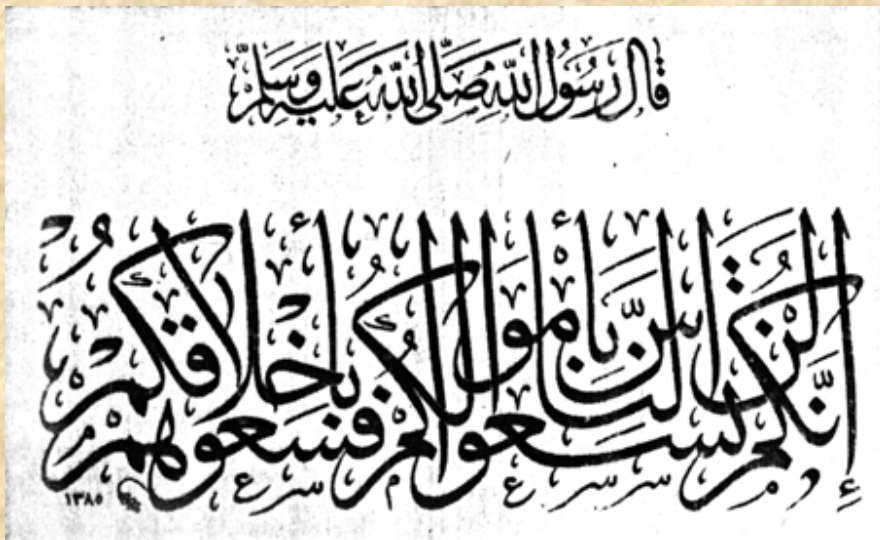 قال رسول الله صلى الله عليه وسلم
إنكم لن تسعوا الناس بأموالكم فسعوهم بأخلاقكم
١٣٨٥